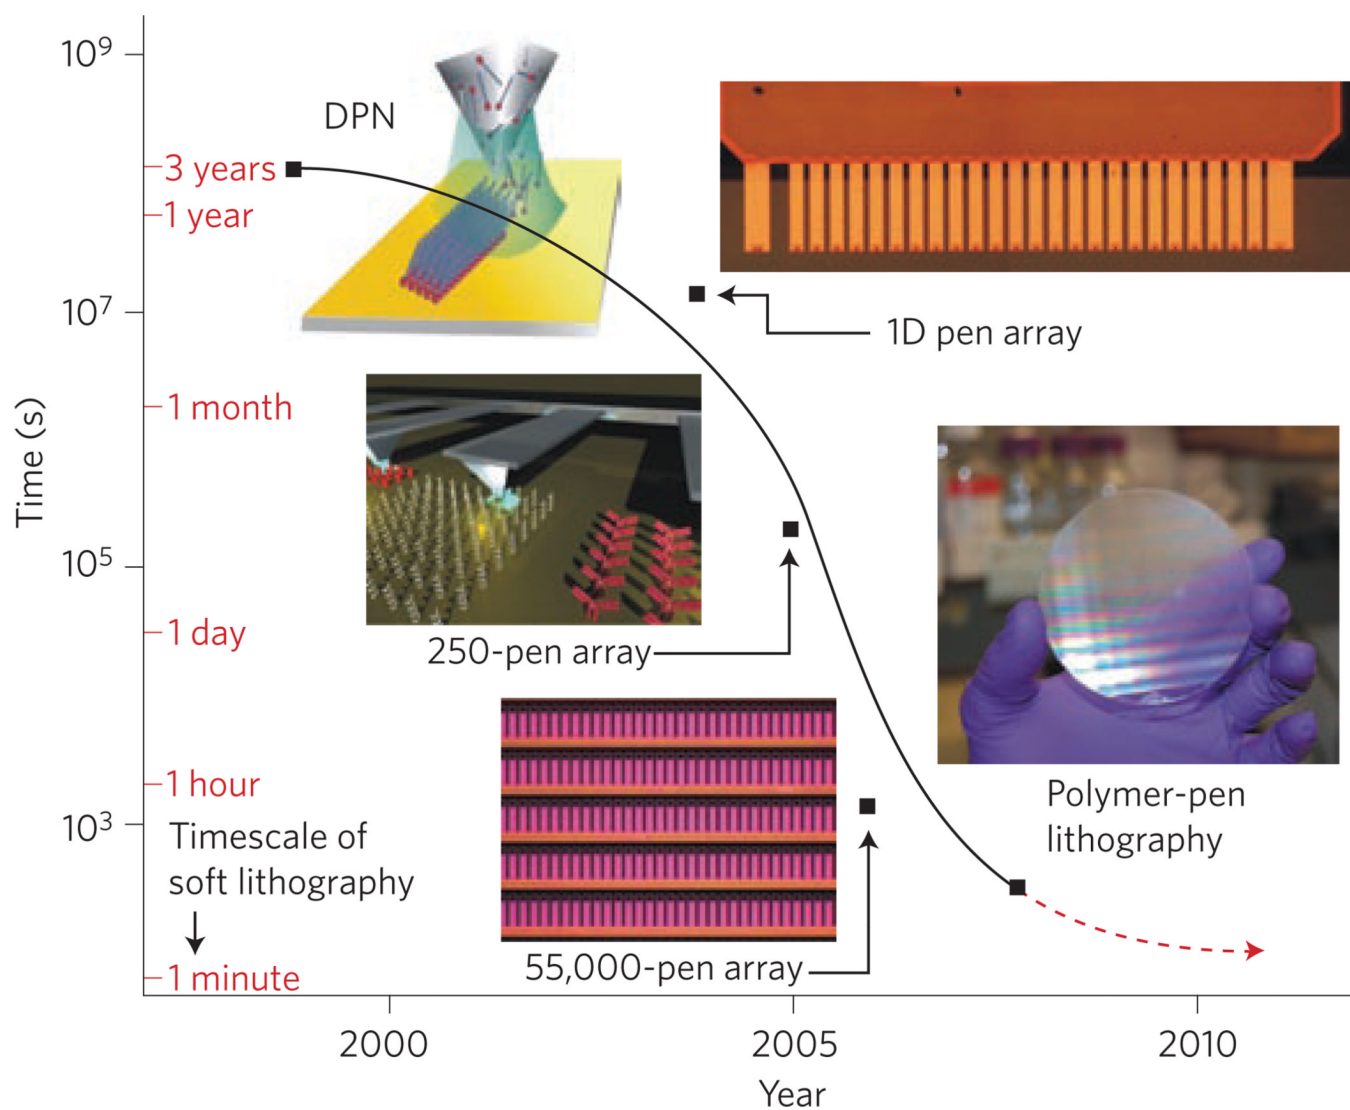 10⁹
DPN
3 years
1 year
10⁷
1D pen array
1 month
Time (s)
10⁵
250-pen array
1 day
1 hour
Polymer-pen
lithography
10³
Timescale of
soft lithography
55,000-pen array
1 minute
2000
2005
2010
Year